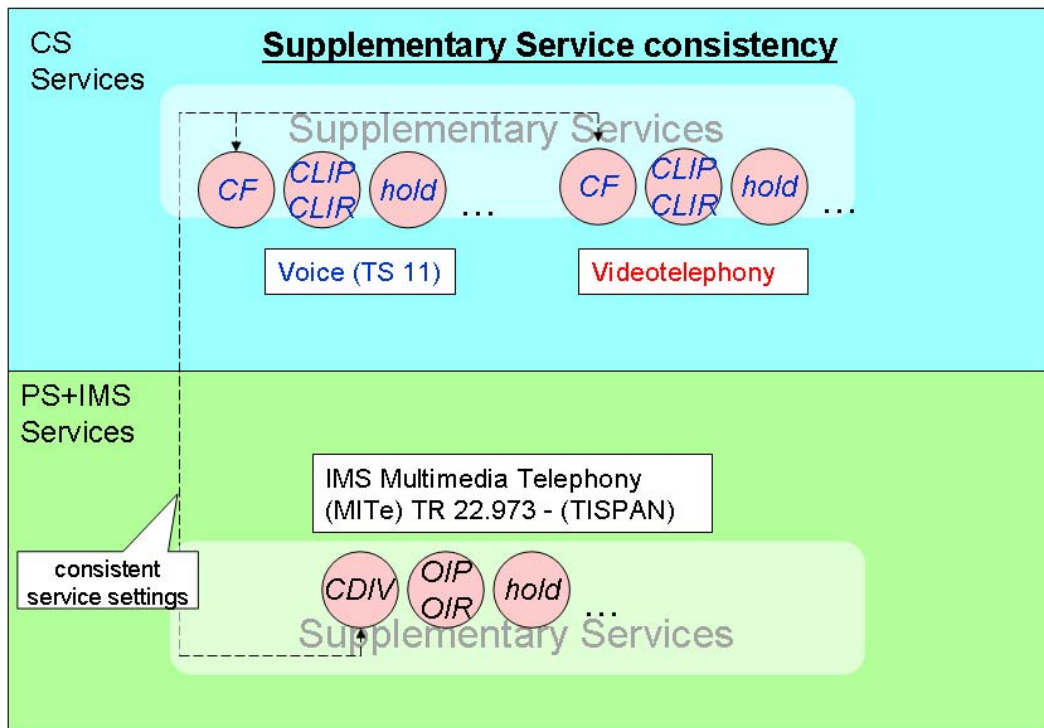 CS
Services
Supplementary Service consistency
Supplementary Services
CF
CLIP
CLIR
hold
...
CF
CLIP
CLIR
hold
...
Voice (TS 11)
Videotelephony
PS+IMS
Services
IMS Multimedia Telephony
(MITe) TR 22.973 - (TISPAN)
consistent
service settings
CDIV
OIP
OIR
hold
...
Supplementary Services